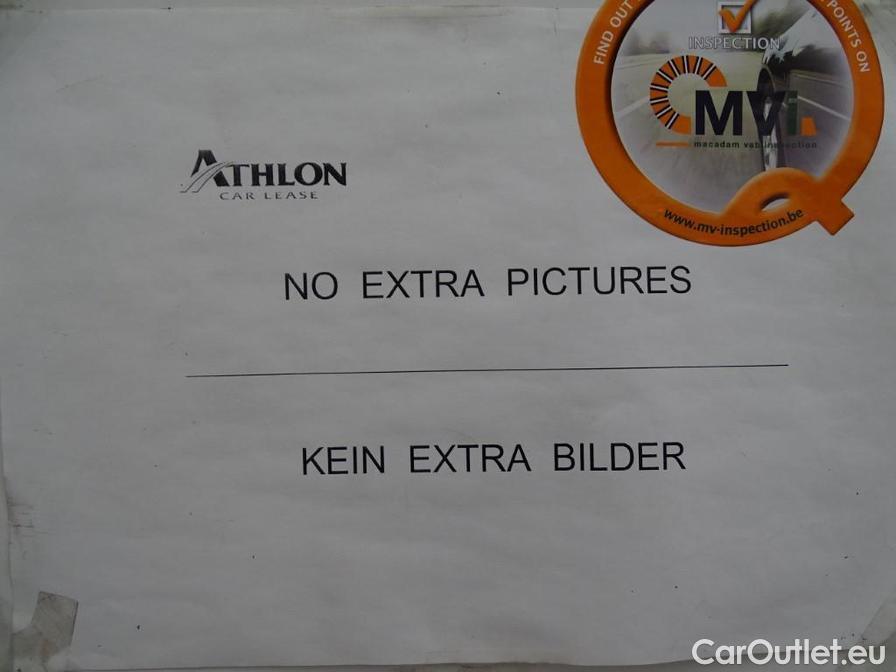 FIND OUT
POINTS ON
INSPECTION
MVi
macadam vab inspection
www.mv-inspection.be
ATHLON
CAR LEASE
NO EXTRA PICTURES
KEIN EXTRA BILDER
CarOutlet.eu